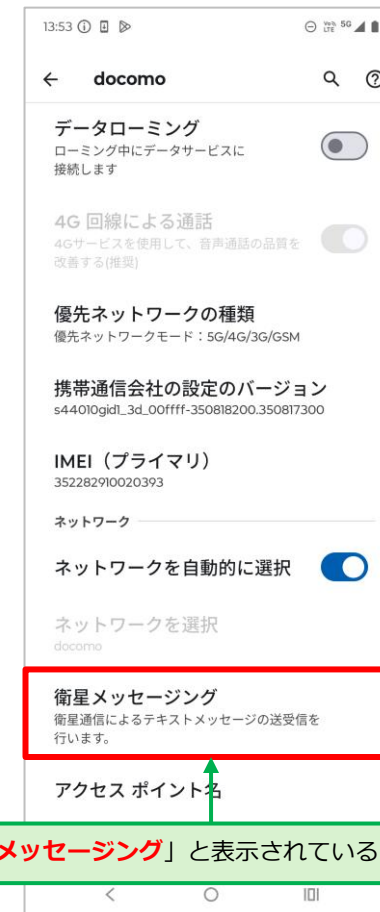 13:53
VoLTE 5G
docomo
データローミング
ローミング中にデータサービスに
接続します
4G 回線による通話
4Gサービスを使用して、音声通話の品質を
改善する(推奨)
優先ネットワークの種類
優先ネットワークモード：5G/4G/3G/GSM
携帯通信会社の設定のバージョン
s44010gid1_3d_00ffff-350818200.350817300
IMEI（プライマリ）
352282910020393
ネットワーク
ネットワークを自動的に選択
ネットワークを選択
docomo
衛星メッセージング
衛星通信によるテキストメッセージの送受信を
行います。
アクセス ポイント名
メッセージング」と表示されている